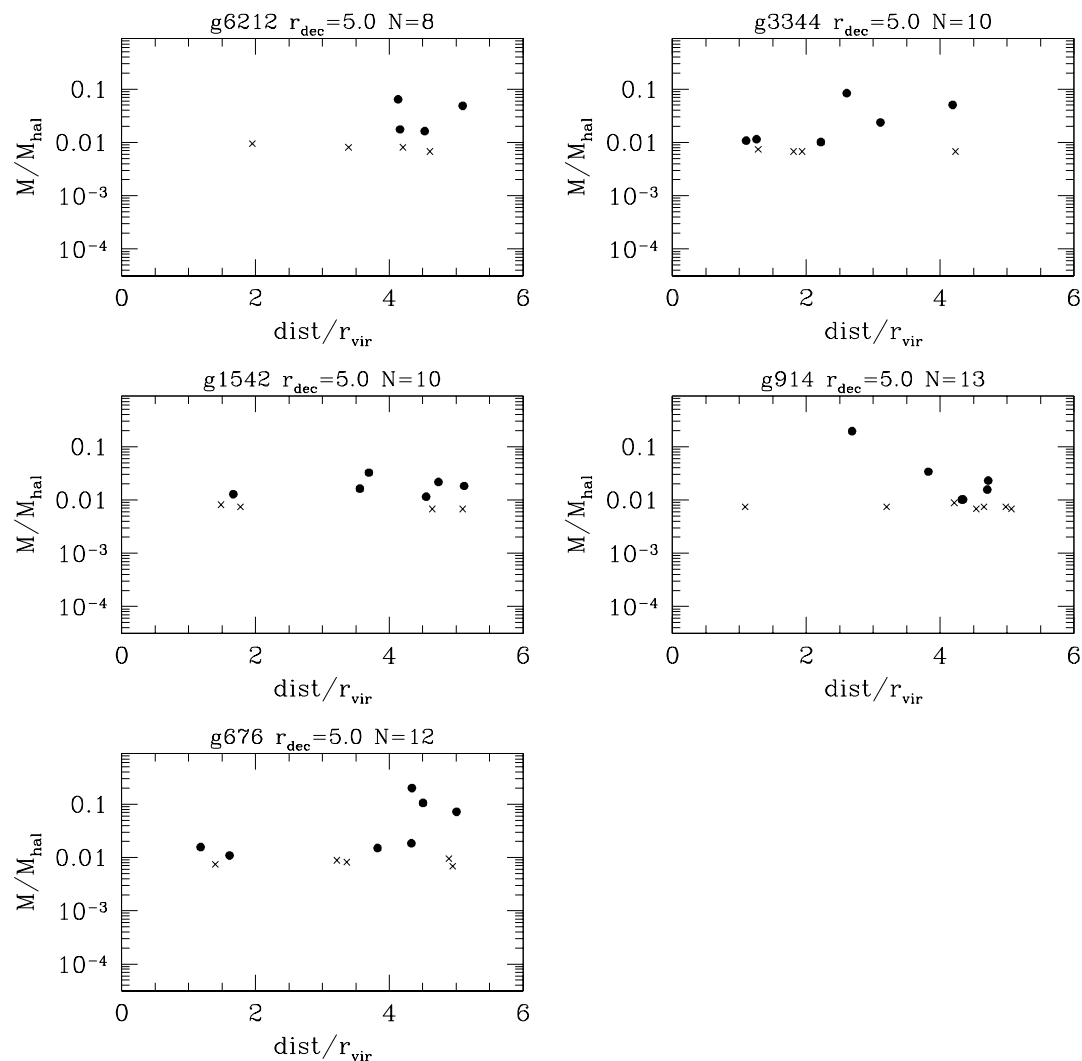 g6212 r_dec=5.0 N=8
0.1
0.01
10^-3
10^-4
M/M_hal
0 2 4 6
dist/r_vir
g3344 r_dec=5.0 N=10
0.1
0.01
10^-3
10^-4
M/M_hal
0 2 4 6
dist/r_vir
g1542 r_dec=5.0 N=10
0.1
0.01
10^-3
10^-4
M/M_hal
0 2 4 6
dist/r_vir
g914 r_dec=5.0 N=13
0.1
0.01
10^-3
10^-4
M/M_hal
0 2 4 6
dist/r_vir
g676 r_dec=5.0 N=12
0.1
0.01
10^-3
10^-4
M/M_hal
0 2 4 6
dist/r_vir